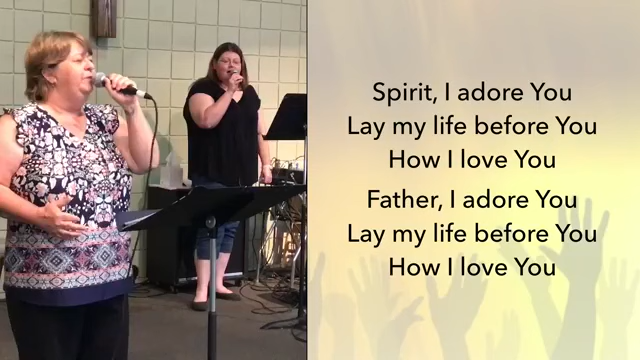 Spirit, I adore You
Lay my life before You
How I love You
Father, I adore You
Lay my life before You
How I love You